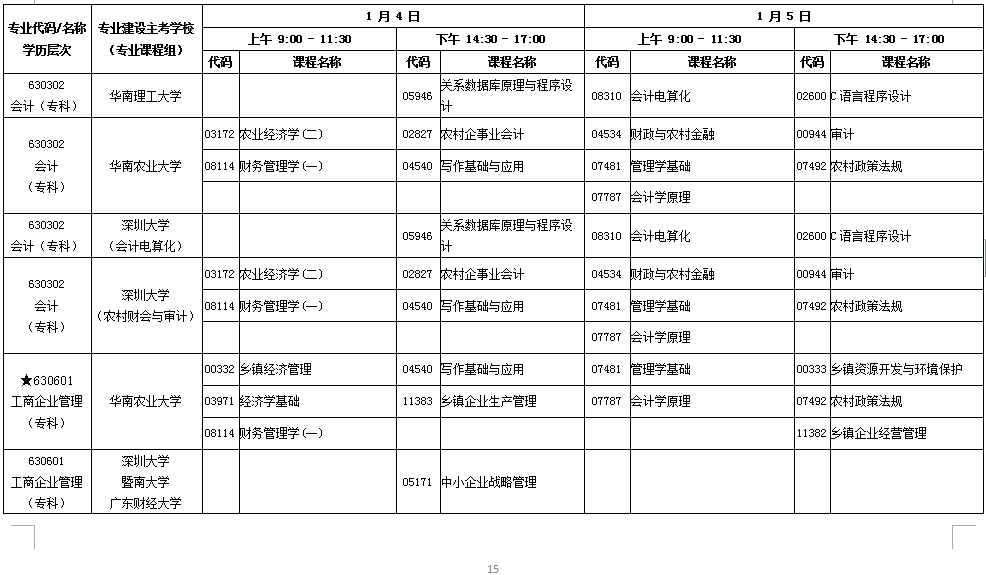 专业代码/名称 学历层次 专业建设主考学校 （专业课程组） 1 月 4 日 1 月 5 日
上午 9:00 - 11:30 下午 14:30 - 17:00 上午 9:00 - 11:30 下午 14:30 - 17:00
代码 课程名称 代码 课程名称 代码 课程名称 代码 课程名称
630302
会计（专科） 华南理工大学 05946 关系数据库原理与程序设计 08310 会计电算化 02600 C 语言程序设计
630302
会计
（专科）
华南农业大学
03172 农业经济学(二) 02827 农村企事业会计 04534 财政与农村金融 00944 审计
08114 财务管理学(一) 04540 写作基础与应用 07481 管理学基础 07492 农村政策法规
07787 会计学原理
630302
会计（专科） 深圳大学
（会计电算化） 05946 关系数据库原理与程序设计 08310 会计电算化 02600 C 语言程序设计
630302
会计
（专科）
深圳大学
（农村财会与审计）
03172 农业经济学(二) 02827 农村企事业会计 04534 财政与农村金融 00944 审计
08114 财务管理学(一) 04540 写作基础与应用 07481 管理学基础 07492 农村政策法规
07787 会计学原理
★630601
工商企业管理
（专科）
华南农业大学
00332 乡镇经济管理 04540 写作基础与应用 07481 管理学基础 00333 乡镇资源开发与环境保护
03971 经济学基础 11383 乡镇企业生产管理 07787 会计学原理 07492 农村政策法规
08114 财务管理学(一) 11382 乡镇企业经营管理
630601
工商企业管理
（专科）
深圳大学
暨南大学
广东财经大学
05171 中小企业战略管理
15